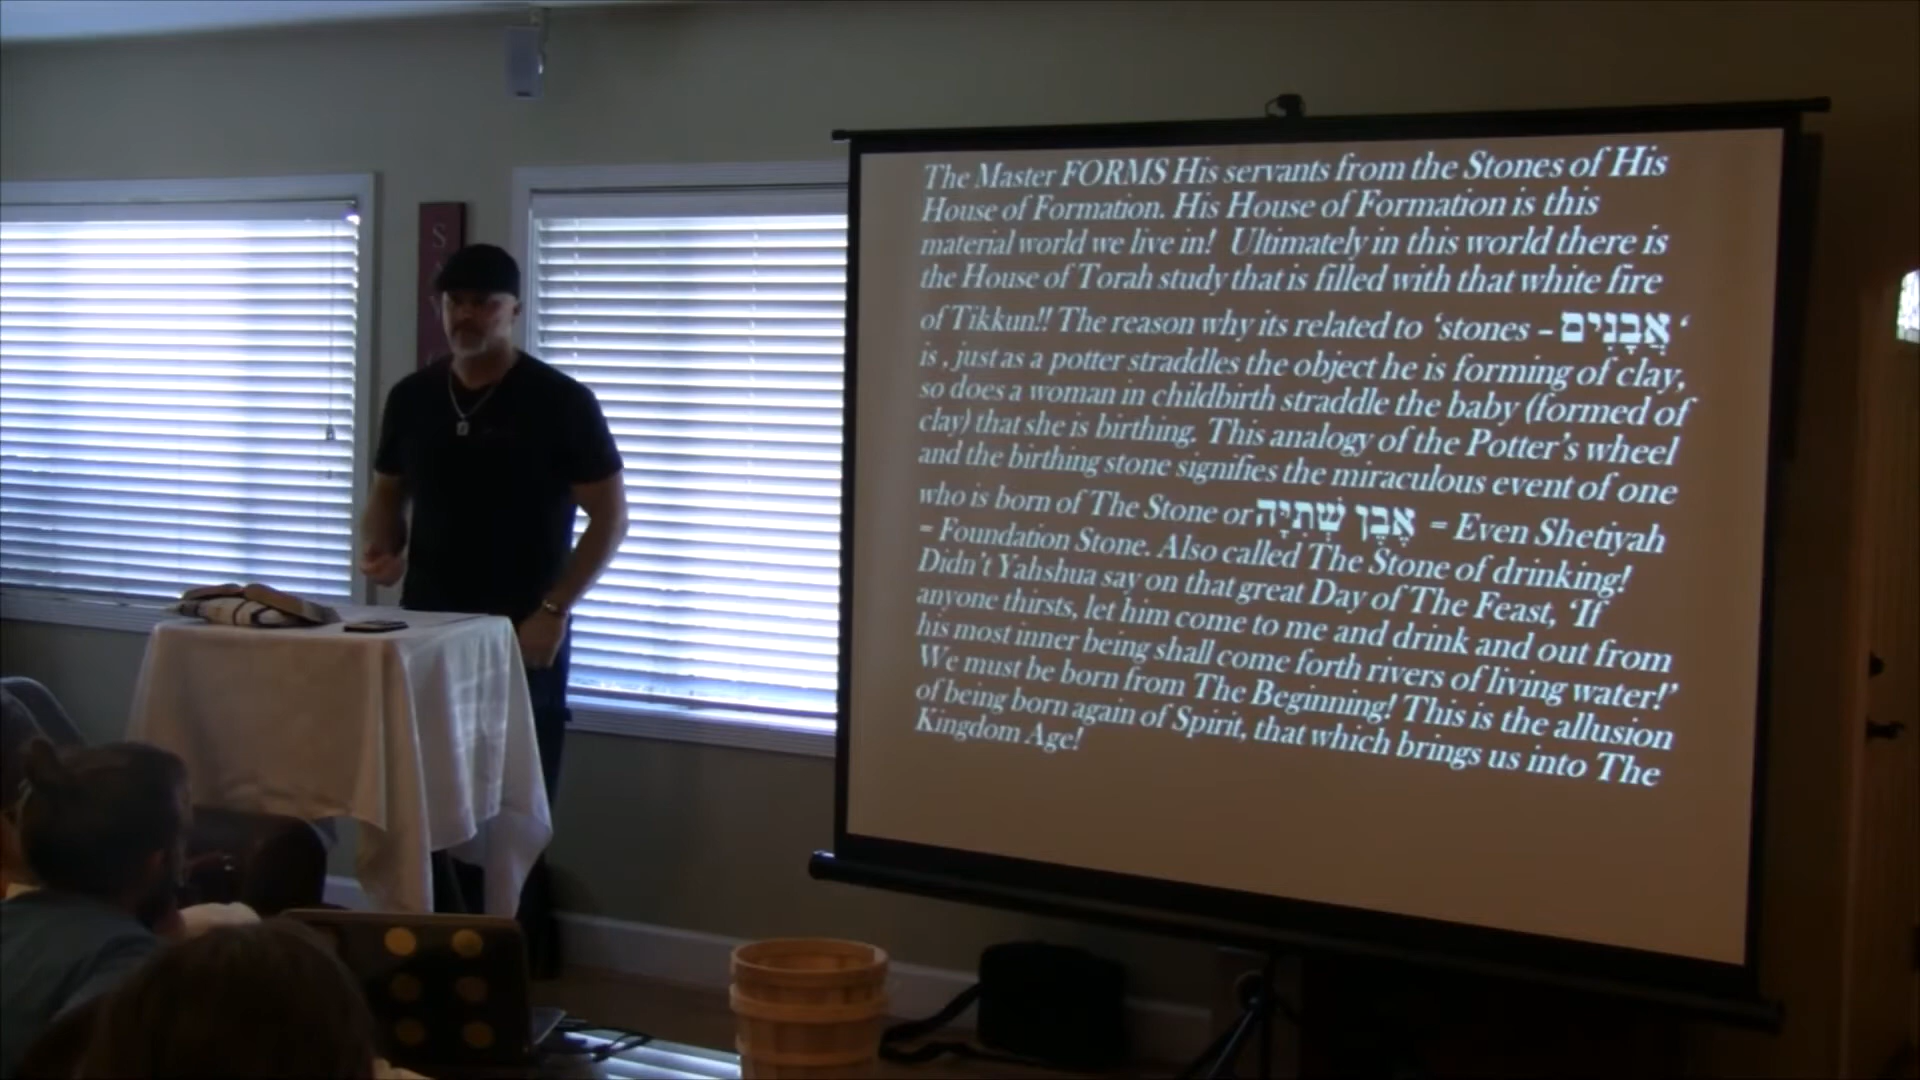 The Master FORMS His servants from the Stones of His
House of Formation. His House of Formation is this
material world we live in! Ultimately in this world there is
the House of Torah study that is filled with that white fire
of Tikkun!! The reason why its related to ‘stones – אֲבָנִים ‘
is , just as a potter straddles the object he is forming of clay,
so does a woman in childbirth straddle the baby (formed of
clay) that she is birthing. This analogy of the Potter’s wheel
and the birthing stone signifies the miraculous event of one
who is born of The Stone or אֶבֶן שְׁתִיָּה = Even Shetiyah
= Foundation Stone. Also called The Stone of drinking!
Didn’t Yahshua say on that great Day of The Feast, ‘If
anyone thirsts, let him come to me and drink and out from
his most inner being shall come forth rivers of living water!’
We must be born from The Beginning! This is the allusion
of being born again of Spirit, that which brings us into The
Kingdom Age!